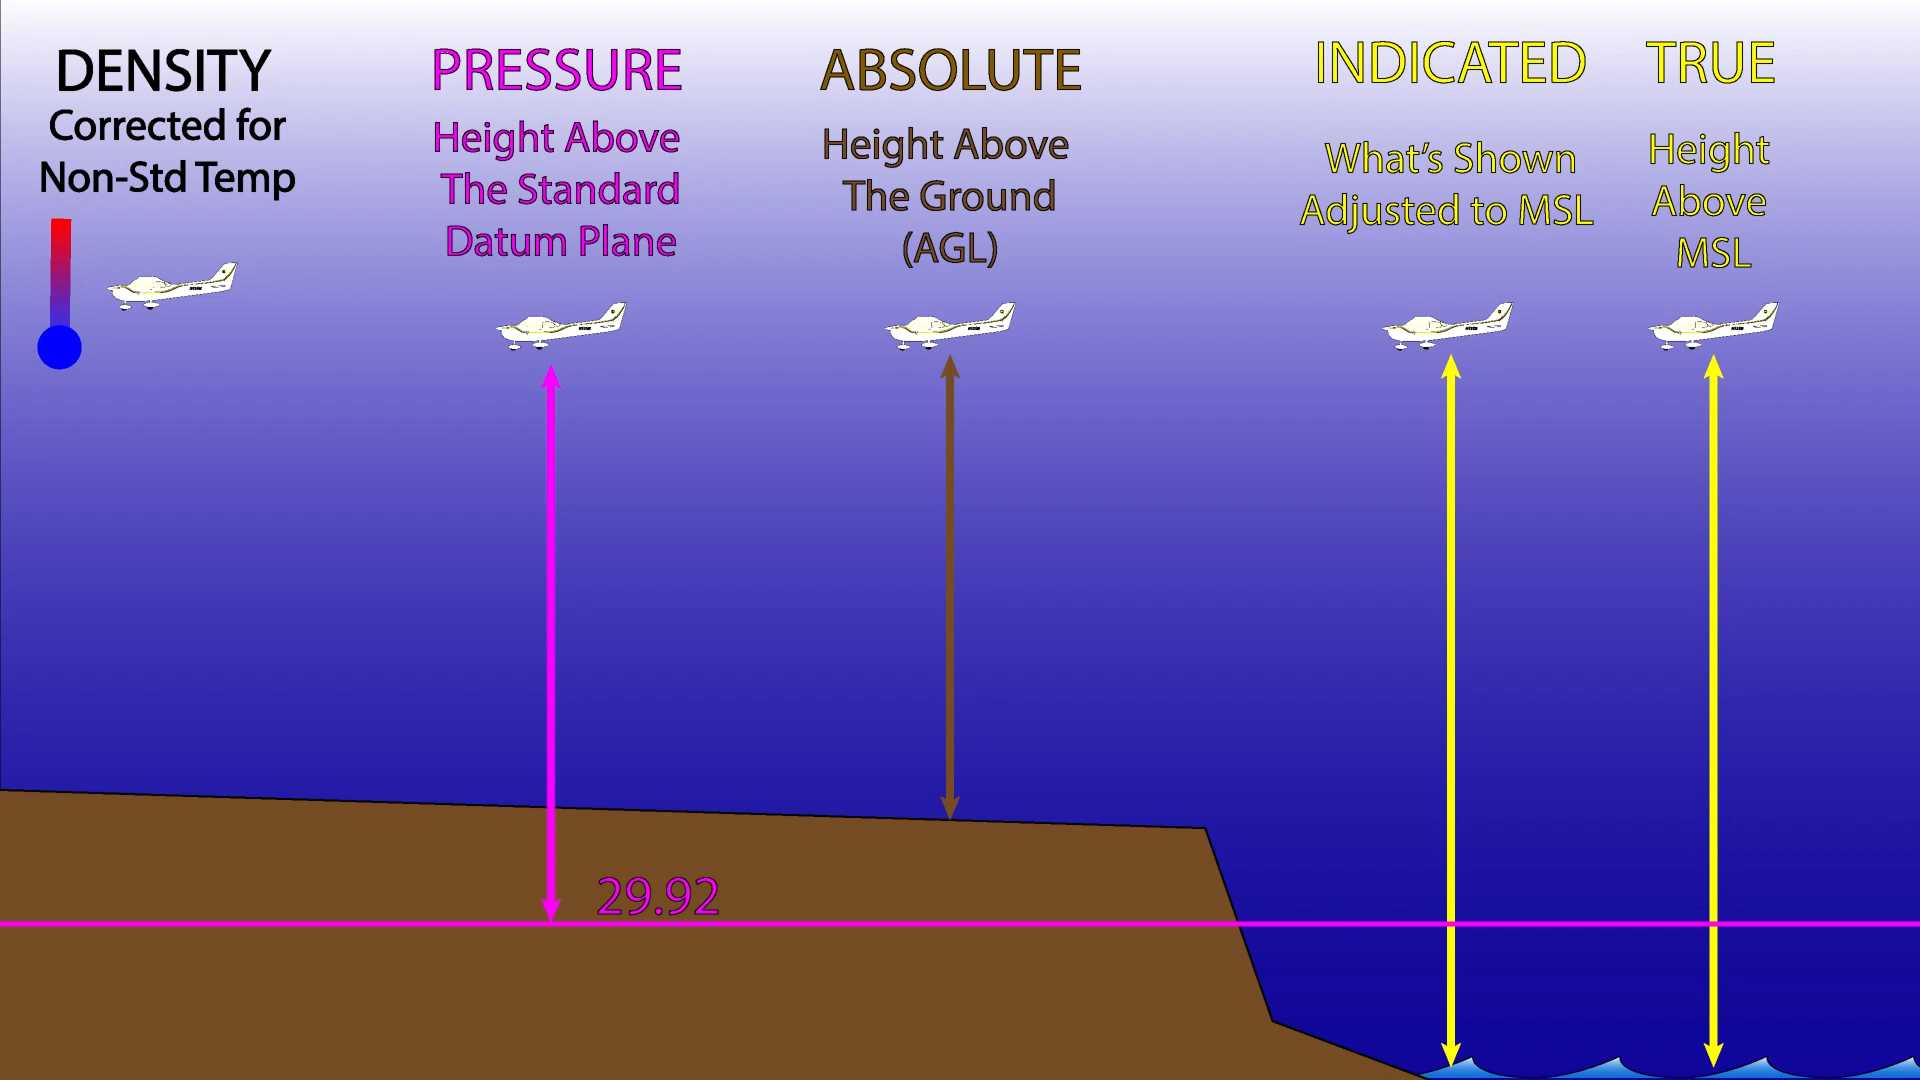 DENSITY
Corrected for
Non-Std Temp
PRESSURE
Height Above
The Standard
Datum Plane
ABSOLUTE
Height Above
The Ground
(AGL)
INDICATED
What's Shown
Adjusted to MSL
TRUE
Height
Above
MSL
29.92